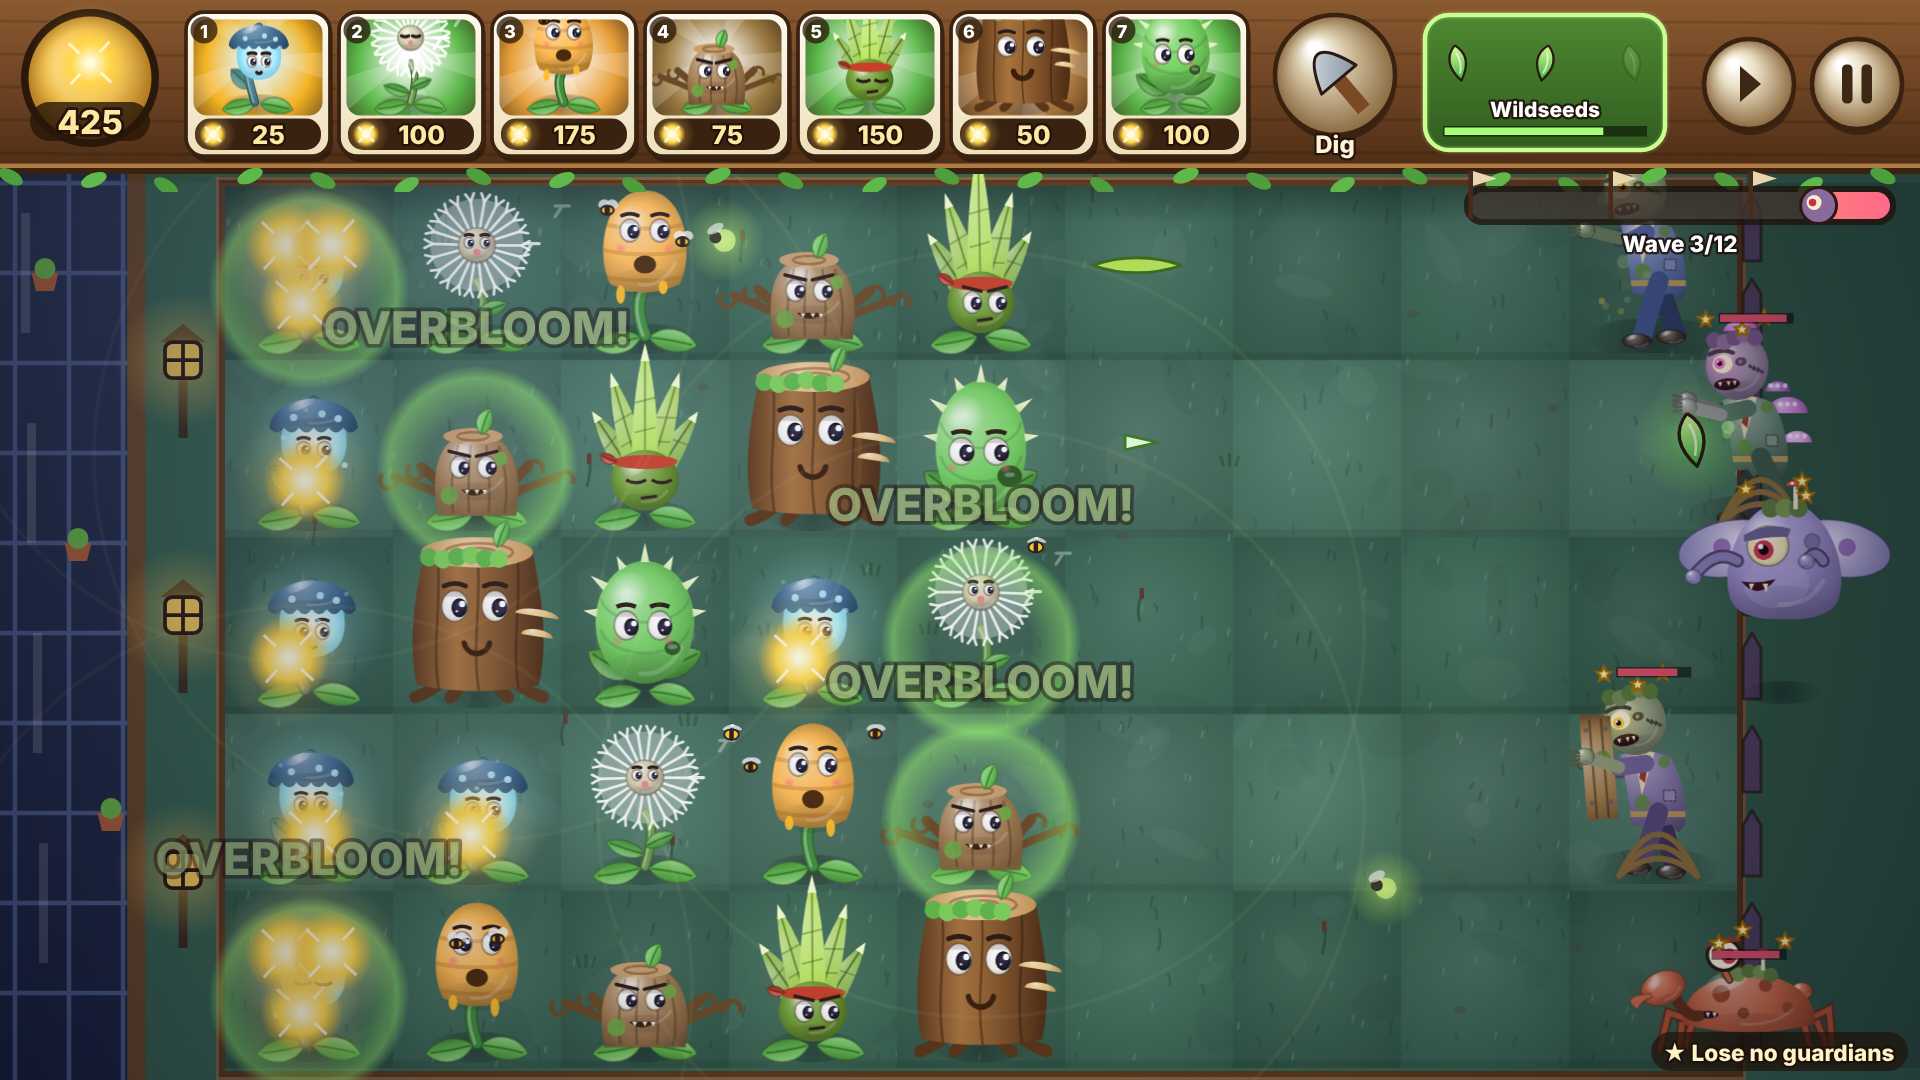 425
1
2
3
4
5
6
7
25
100
175
75
150
50
100
Dig
Wildseeds
Wave 3/12
OVERBLOOM!
OVERBLOOM!
OVERBLOOM!
OVERBLOOM!
★ Lose no guardians